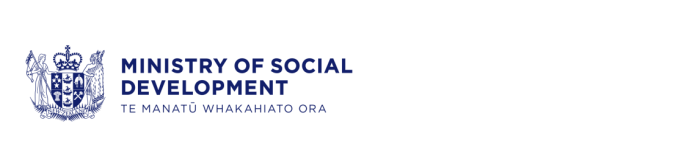 MINISTRY OF SOCIAL
DEVELOPMENT
TE MANATŪ WHAKAHIATO ORA